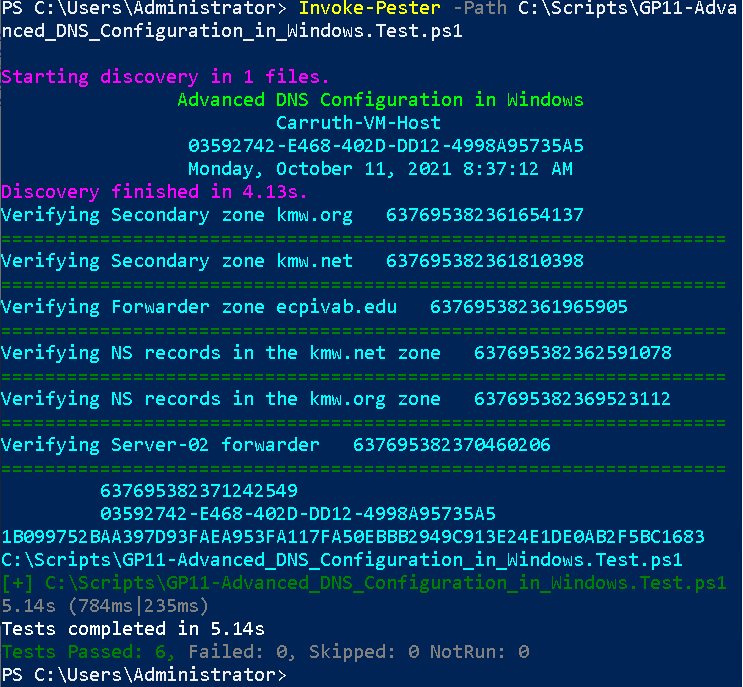 PS C:\Users\Administrator> Invoke-Pester -Path C:\Scripts\GP11-Adva
nced_DNS_Configuration_in_Windows.Test.ps1
Starting discovery in 1 files.
Advanced DNS Configuration in Windows
Carruth-VM-Host
03592742-E468-402D-DD12-4998A95735A5
Monday, October 11, 2021 8:37:12 AM
Discovery finished in 4.13s.
Verifying Secondary zone kmw.org   637695382361654137
==================================================================
Verifying Secondary zone kmw.net   637695382361810398
==================================================================
Verifying Forwarder zone ecpivab.edu   637695382361965905
==================================================================
Verifying NS records in the kmw.net zone   637695382362591078
==================================================================
Verifying NS records in the kmw.org zone   637695382369523112
==================================================================
Verifying Server-02 forwarder   637695382370460206
==================================================================
637695382371242549
03592742-E468-402D-DD12-4998A95735A5
1B099752BAA397D93FAEA953FA117FA50EBBB2949C913E24E1DE0AB2F5BC1683
C:\Scripts\GP11-Advanced_DNS_Configuration_in_Windows.Test.ps1
[+] C:\Scripts\GP11-Advanced_DNS_Configuration_in_Windows.Test.ps1
5.14s (784ms|235ms)
Tests completed in 5.14s
Tests Passed: 6, Failed: 0, Skipped: 0 NotRun: 0
PS C:\Users\Administrator>